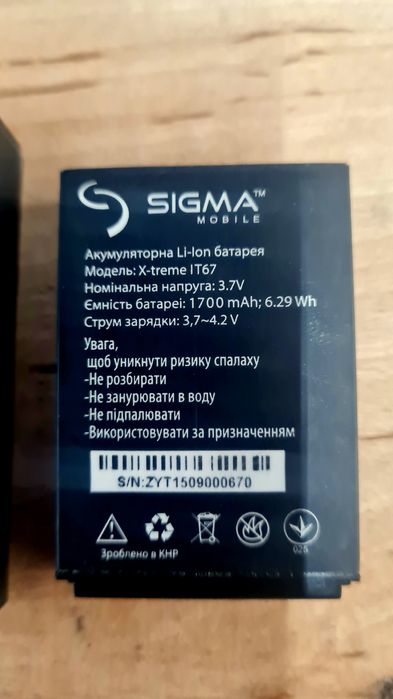 SIGMA™
MOBILE
Акумуляторна Li-Ion батарея
Модель: X-treme IT67
Номінальна напруга: 3.7V
Ємність батареї: 1700 mAh; 6.29 Wh
Струм зарядки: 3,7~4.2 V
Увага,
щоб уникнути ризику спалаху
-Не розбирати
-Не занурювати в воду
-Не підпалювати
-Використовувати за призначенням
S/N:ZYT1509000670
026
Зроблено в КНР